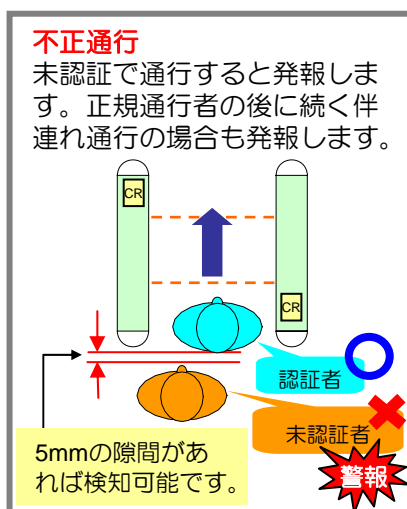 不正通行
未認証で通行すると発報しま
す。正規通行者の後に続く伴
連れ通行の場合も発報します。
CR
CR
認証者
未認証者
5mmの隙間があ
れば検知可能です。
警報